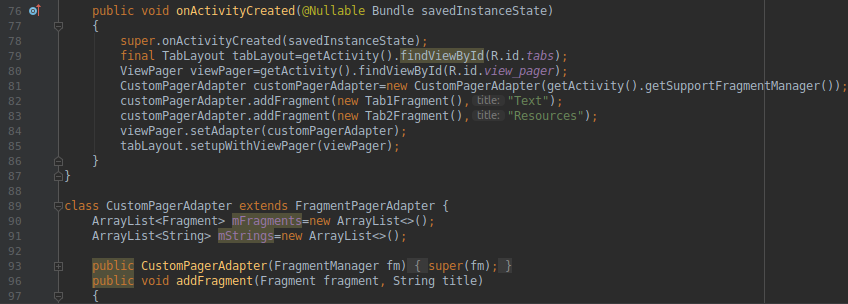 76 public void onActivityCreated(@Nullable Bundle savedInstanceState)
77 {
78 super.onActivityCreated(savedInstanceState);
79 final TabLayout tabLayout=getActivity().findViewById(R.id.tabs);
80 ViewPager viewPager=getActivity().findViewById(R.id.view_pager);
81 CustomPagerAdapter customPagerAdapter=new CustomPagerAdapter(getActivity().getSupportFragmentManager());
82 customPagerAdapter.addFragment(new Tab1Fragment(), title: "Text");
83 customPagerAdapter.addFragment(new Tab2Fragment(), title: "Resources");
84 viewPager.setAdapter(customPagerAdapter);
85 tabLayout.setupWithViewPager(viewPager);
86 }
87 }
88
89 class CustomPagerAdapter extends FragmentPagerAdapter {
90 ArrayList<Fragment> mFragments=new ArrayList<>();
91 ArrayList<String> mStrings=new ArrayList<>();
92
93 public CustomPagerAdapter(FragmentManager fm) { super(fm); }
96 public void addFragment(Fragment fragment, String title)
97 {